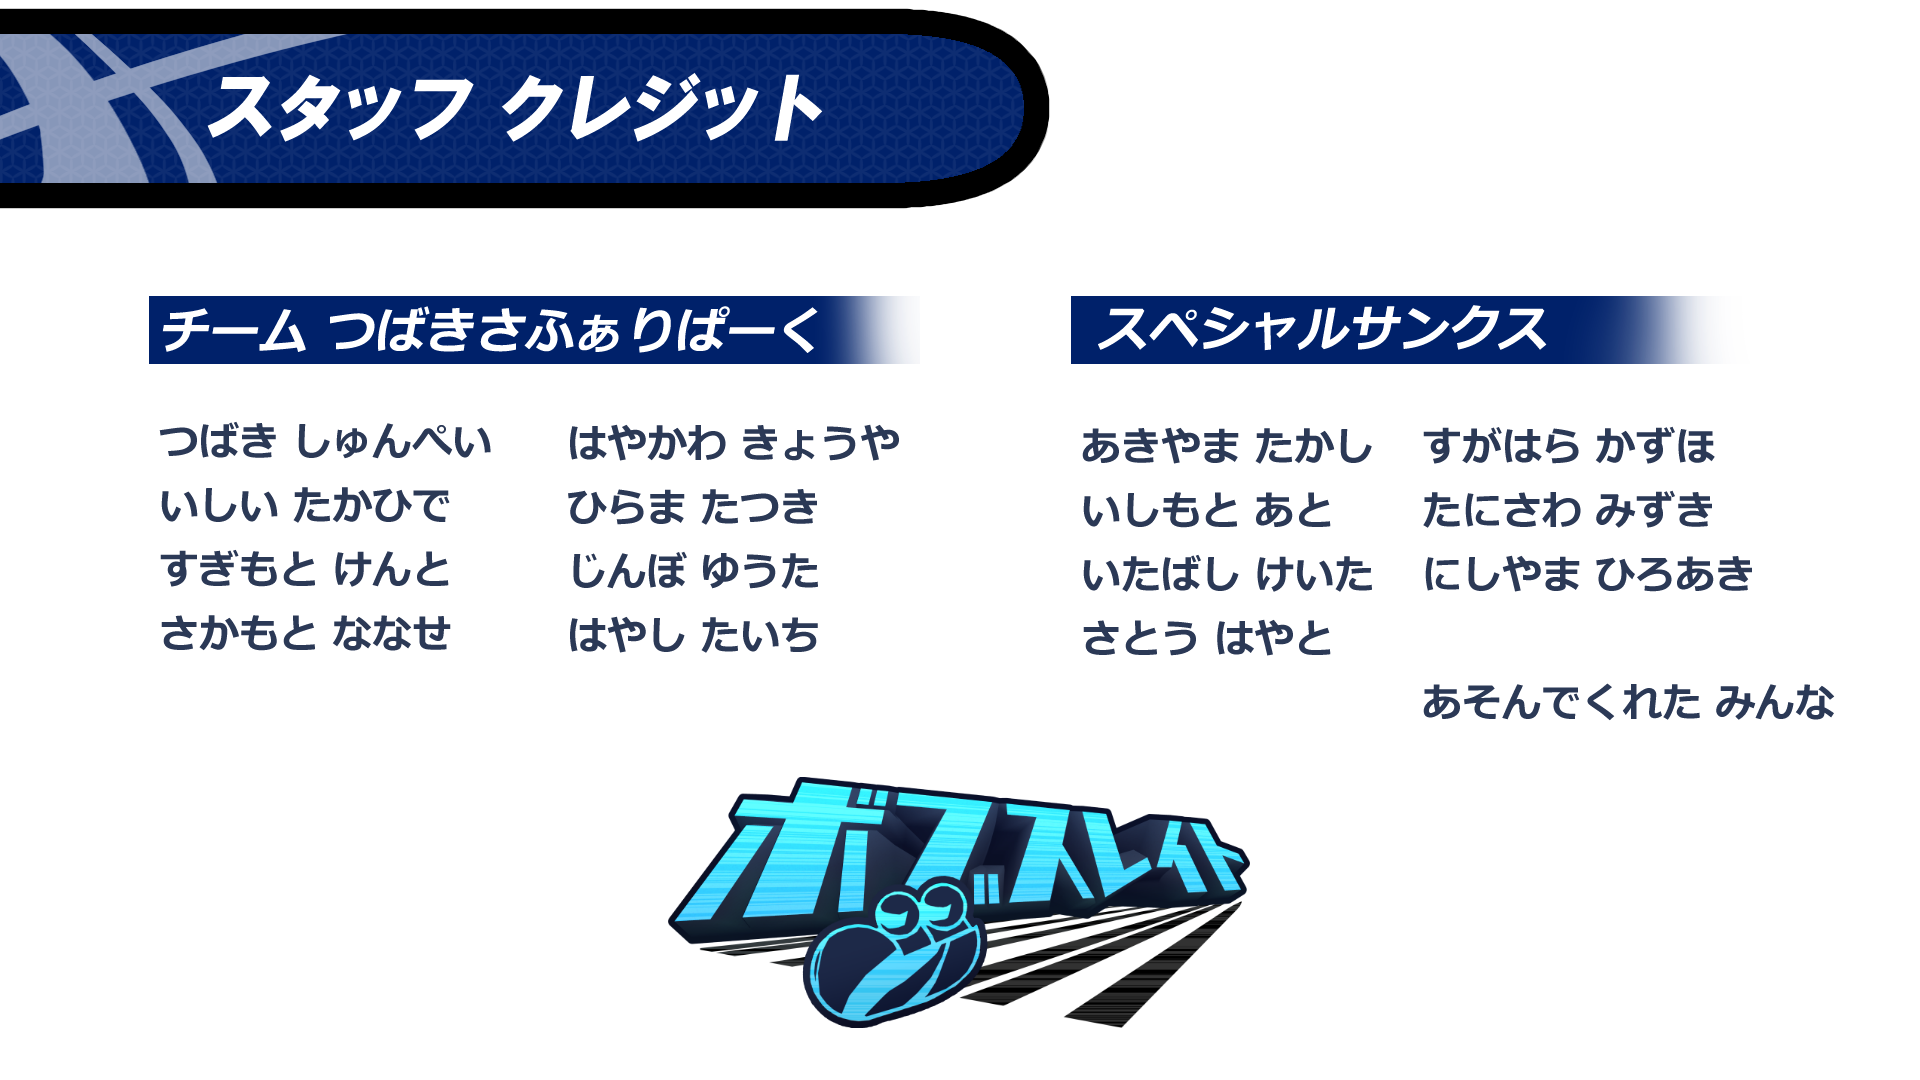 スタッフ クレジット
チーム つばきさふぁりぱーく
つばき しゅんぺい
いしい たかひで
すぎもと けんと
さかもと ななせ
はやかわ きょうや
ひらま たつき
じんぼ ゆうた
はやし たいち
スペシャルサンクス
あきやま たかし
いしもと あと
いたばし けいた
さとう はやと
すがはら かずほ
たにさわ みずき
にしやま ひろあき
あそんでくれた みんな
ボブスレイト